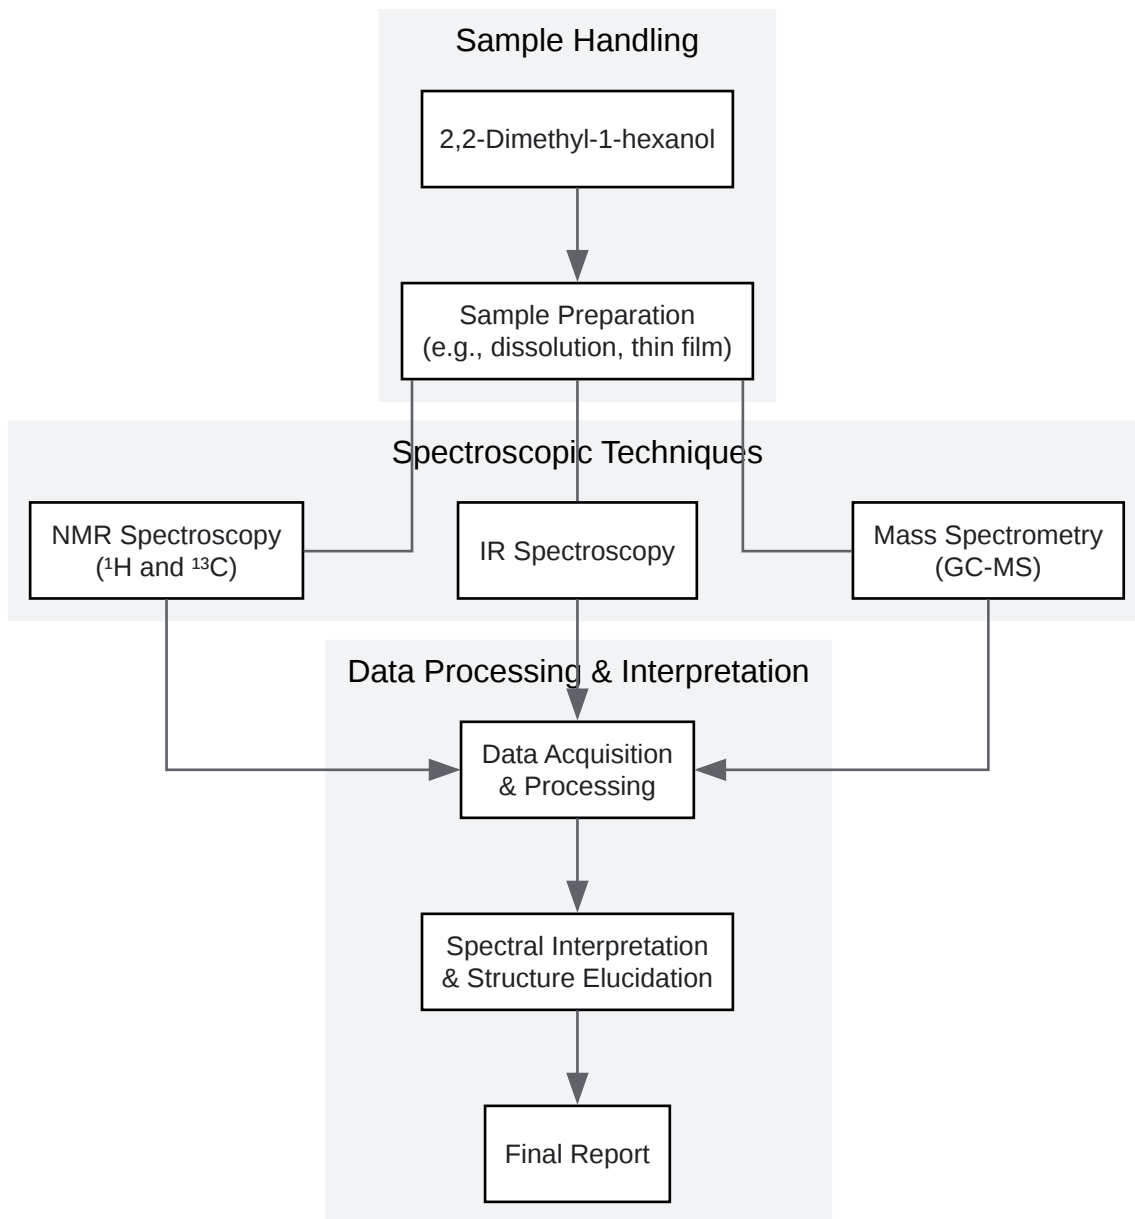 Sample Handling
2,2-Dimethyl-1-hexanol
Sample Preparation
(e.g., dissolution, thin film)
Spectroscopic Techniques
NMR Spectroscopy
(¹H and ¹³C)
IR Spectroscopy
Mass Spectrometry
(GC-MS)
Data Processing & Interpretation
Data Acquisition
& Processing
Spectral Interpretation
& Structure Elucidation
Final Report